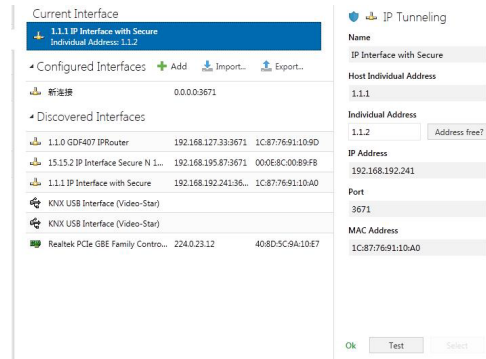 Current Interface
1.1.1 IP Interface with Secure
Individual Address: 1.1.2
Configured Interfaces Add Import... Export...
新连接 0.0.0.0:3671
Discovered Interfaces
1.1.0 GDF407 IPRouter 192.168.127.33:3671 1C:87:76:91:10:9D
15.15.2 IP Interface Secure N 1... 192.168.195.87:3671 00:0E:8C:00:B9:FB
1.1.1 IP Interface with Secure 192.168.192.241:36... 1C:87:76:91:10:A0
KNX USB Interface (Video-Star)
KNX USB Interface (Video-Star)
Realtek PCIe GBE Family Contro... 224.0.23.12 40:8D:5C:9A:10:E7
IP Tunneling
Name
IP Interface with Secure
Host Individual Address
1.1.1
Individual Address
1.1.2 Address free?
IP Address
192.168.192.241
Port
3671
MAC Address
1C:87:76:91:10:A0
Ok Test Select